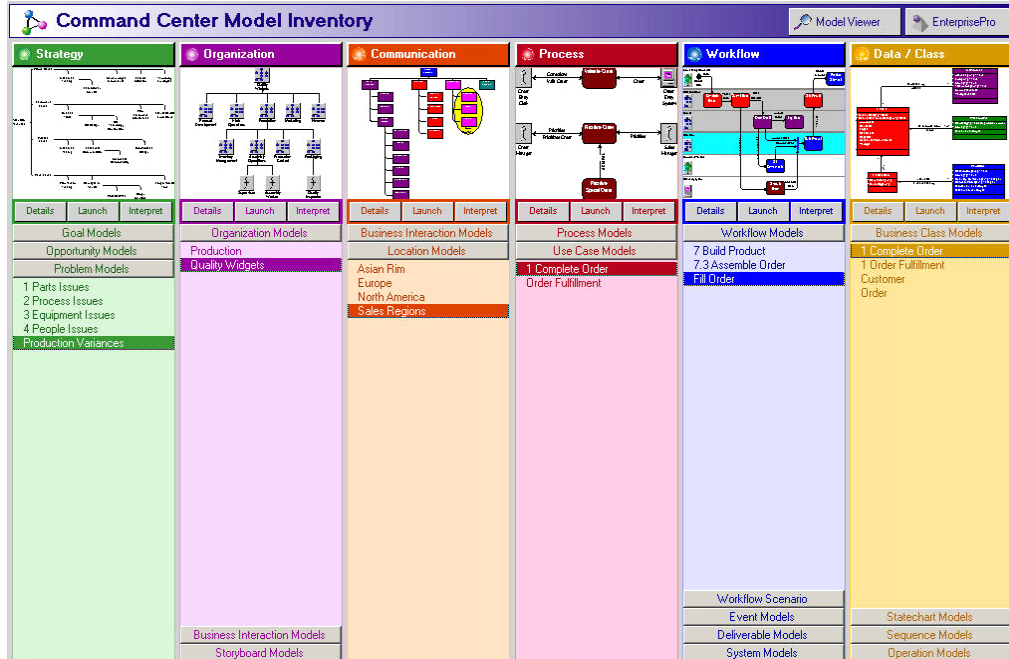 Command Center Model Inventory
Model Viewer
EnterprisePro
Strategy
Details Launch Interpret
Goal Models
Opportunity Models
Problem Models
1 Parts Issues
2 Process Issues
3 Equipment Issues
4 People Issues
Production Variances
Organization
Details Launch Interpret
Organization Models
Production
Quality Widgets
Business Interaction Models
Storyboard Models
Communication
Details Launch Interpret
Business Interaction Models
Location Models
Asian Rim
Europe
North America
Sales Regions
Process
Details Launch Interpret
Process Models
Use Case Models
1 Complete Order
Order Fulfillment
Workflow
Details Launch Interpret
Workflow Models
7 Build Product
7.3 Assemble Order
Fill Order
Workflow Scenario
Event Models
Deliverable Models
System Models
Data / Class
Details Launch Interpret
Business Class Models
1 Complete Order
1 Order Fulfillment
Customer
Order
Statechart Models
Sequence Models
Operation Models